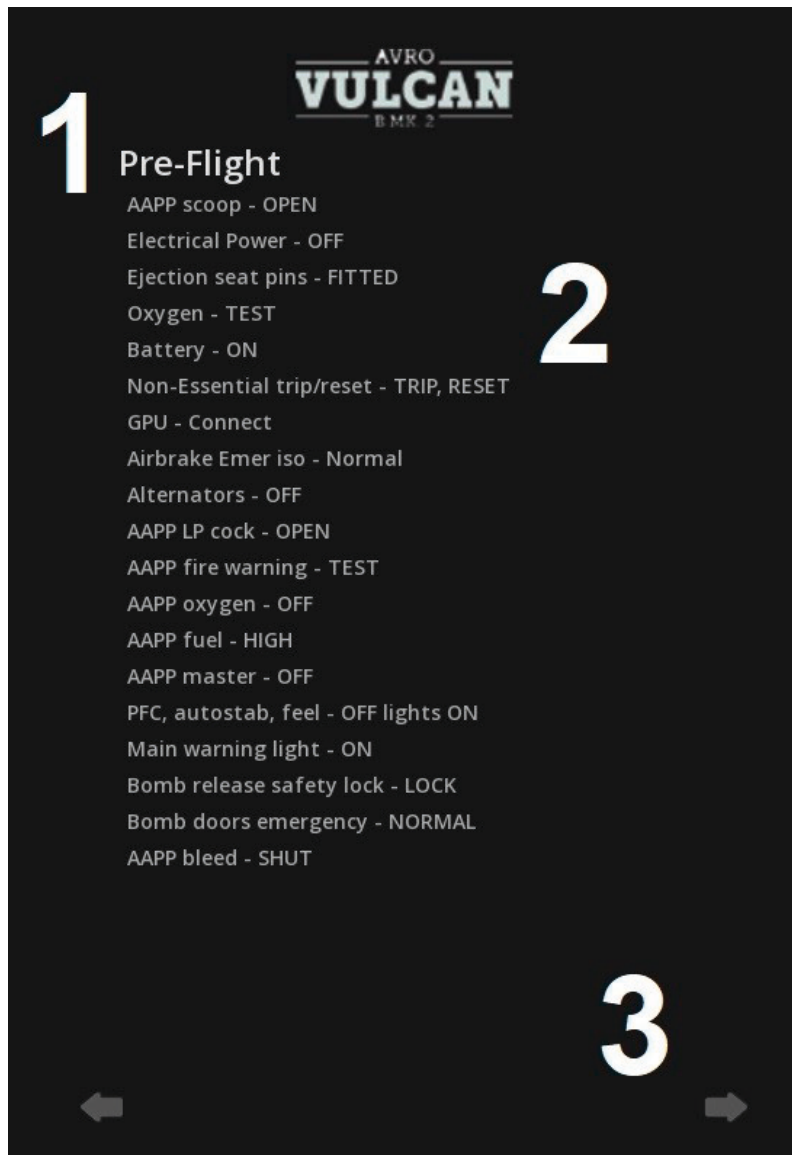 AVRO
VULCAN
B.MK.2
1
Pre-Flight
AAPP scoop - OPEN
Electrical Power - OFF
Ejection seat pins - FITTED
2
Oxygen - TEST
Battery - ON
Non-Essential trip/reset - TRIP, RESET
GPU - Connect
Airbrake Emer iso - Normal
Alternators - OFF
AAPP LP cock - OPEN
AAPP fire warning - TEST
AAPP oxygen - OFF
AAPP fuel - HIGH
AAPP master - OFF
PFC, autostab, feel - OFF lights ON
Main warning light - ON
Bomb release safety lock - LOCK
Bomb doors emergency - NORMAL
AAPP bleed - SHUT
3